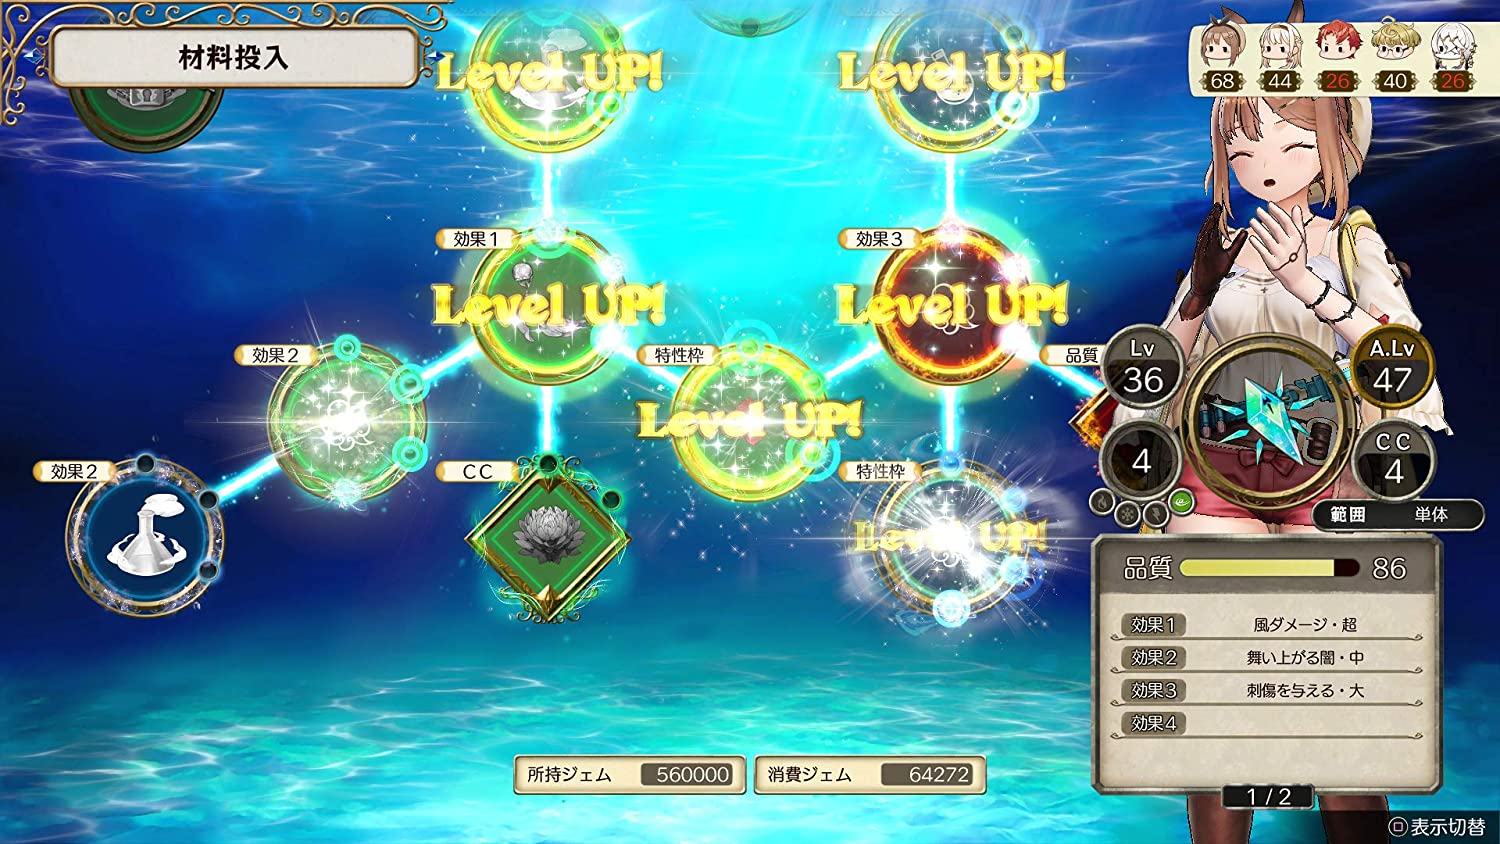 材料投入
68 44 26 40 26
Level UP!
Level UP!
効果1
効果3
Level UP!
Level UP!
効果2
特性枠
品質
Lv
36
A.Lv
47
Level UP!
効果2
CC
特性枠
4
CC
4
Level UP!
範囲 単体
品質 86
効果1 風ダメージ・超
効果2 舞い上がる闇・中
効果3 刺傷を与える・大
効果4
所持ジェム 560000
消費ジェム 64272
1/2
表示切替